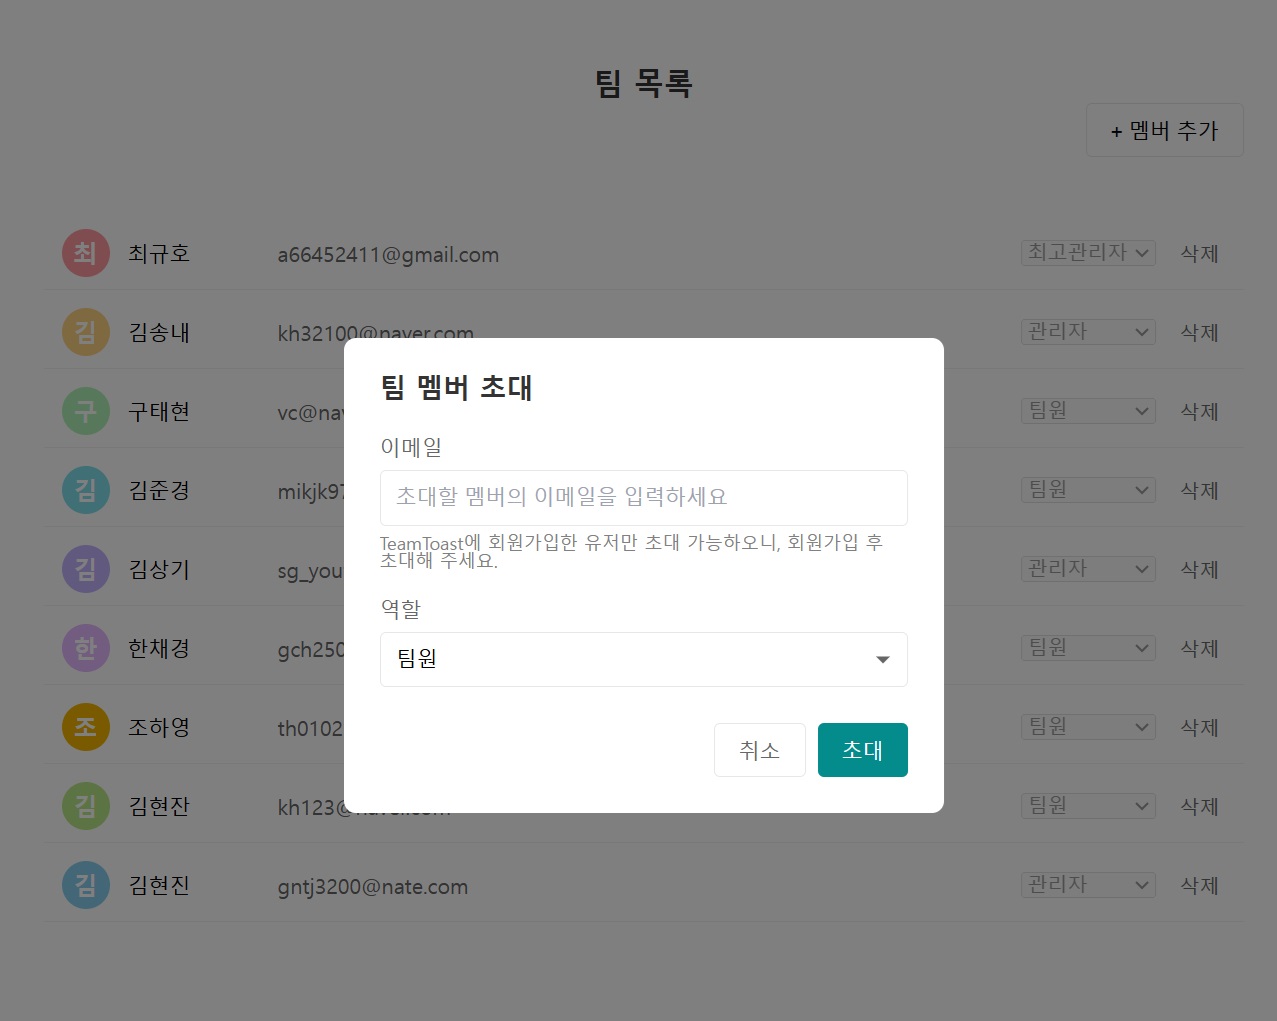 팀 목록
+ 멤버 추가
최 최규호 a66452411@gmail.com 최고관리자 삭제
김 김송내 kh32100@naver.com 관리자 삭제
구 구태현 vc@nav 팀원 삭제
김 김준경 mikjk97 팀원 삭제
김 김상기 sg_you 관리자 삭제
한 한채경 gch250 팀원 삭제
조 조하영 th0102 팀원 삭제
김 김현잔 kh123@naver.com 팀원 삭제
김 김현진 gntj3200@nate.com 관리자 삭제
팀 멤버 초대
이메일
초대할 멤버의 이메일을 입력하세요
TeamToast에 회원가입한 유저만 초대 가능하오니, 회원가입 후
초대해 주세요.
역할
팀원
취소 초대